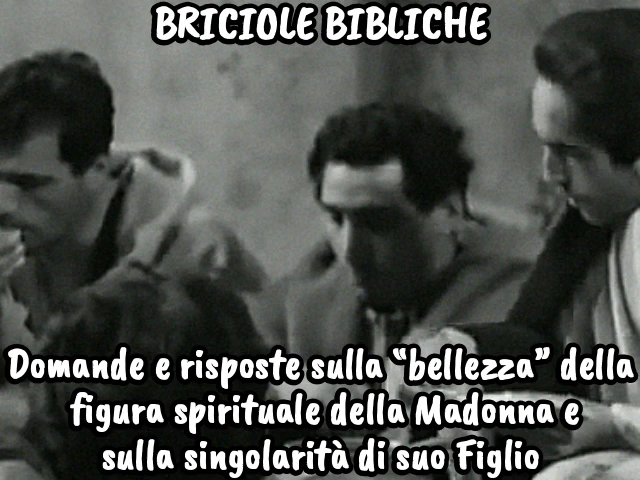 BRICIOLE BIBLICHE
Domande e risposte sulla “bellezza” della
figura spirituale della Madonna e
sulla singolarità di suo Figlio